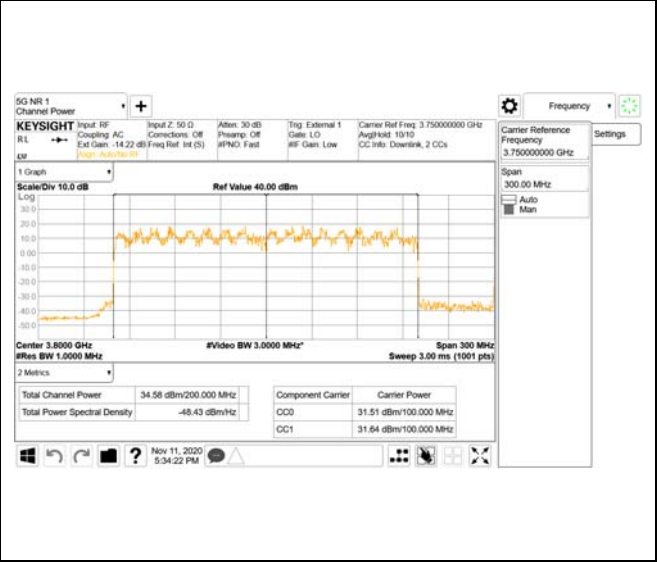 5G NR 1
Channel Power
Frequency
KEYSIGHT
Input: RF
Input Z: 50 Ω
Atten: 30 dB
Trig: External 1
Carrier Ref Freq: 3.750000000 GHz
R L
Coupling: AC
Corrections: Off
Preamp: Off
Gate: LO
Avg|Hold: 10/10
Ext Gain: -14.22 dB
Freq Ref: Int (S)
#PNO: Fast
#IF Gain: Low
CC Info: Downlink, 2 CCs
Align: Auto/No RF
Carrier Reference
Frequency
3.750000000 GHz
Settings
Span
300.00 MHz
Auto
Man
1 Graph
Scale/Div 10.0 dB
Ref Value 40.00 dBm
Log
30.0
20.0
10.0
0.00
-10.0
-20.0
-30.0
-40.0
-50.0
Center 3.8000 GHz
#Video BW 3.0000 MHz*
Span 300 MHz
#Res BW 1.0000 MHz
Sweep 3.00 ms (1001 pts)
2 Metrics
Total Channel Power
34.58 dBm/200.000 MHz
Total Power Spectral Density
-48.43 dBm/Hz
Component Carrier
Carrier Power
CC0
31.51 dBm/100.000 MHz
CC1
31.64 dBm/100.000 MHz
?
Nov 11, 2020
5:34:22 PM